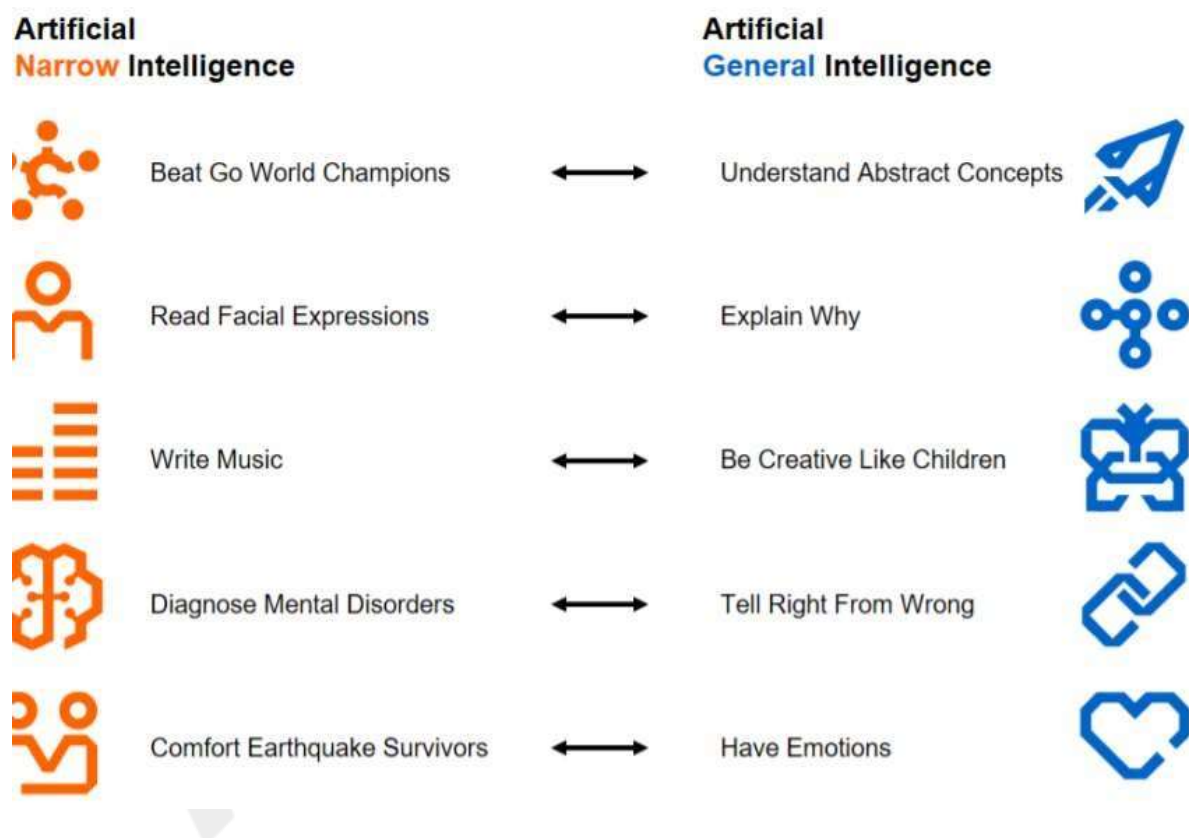 Artificial
Narrow Intelligence
Artificial
General Intelligence
Beat Go World Champions
Understand Abstract Concepts
Read Facial Expressions
Explain Why
Write Music
Be Creative Like Children
Diagnose Mental Disorders
Tell Right From Wrong
Comfort Earthquake Survivors
Have Emotions